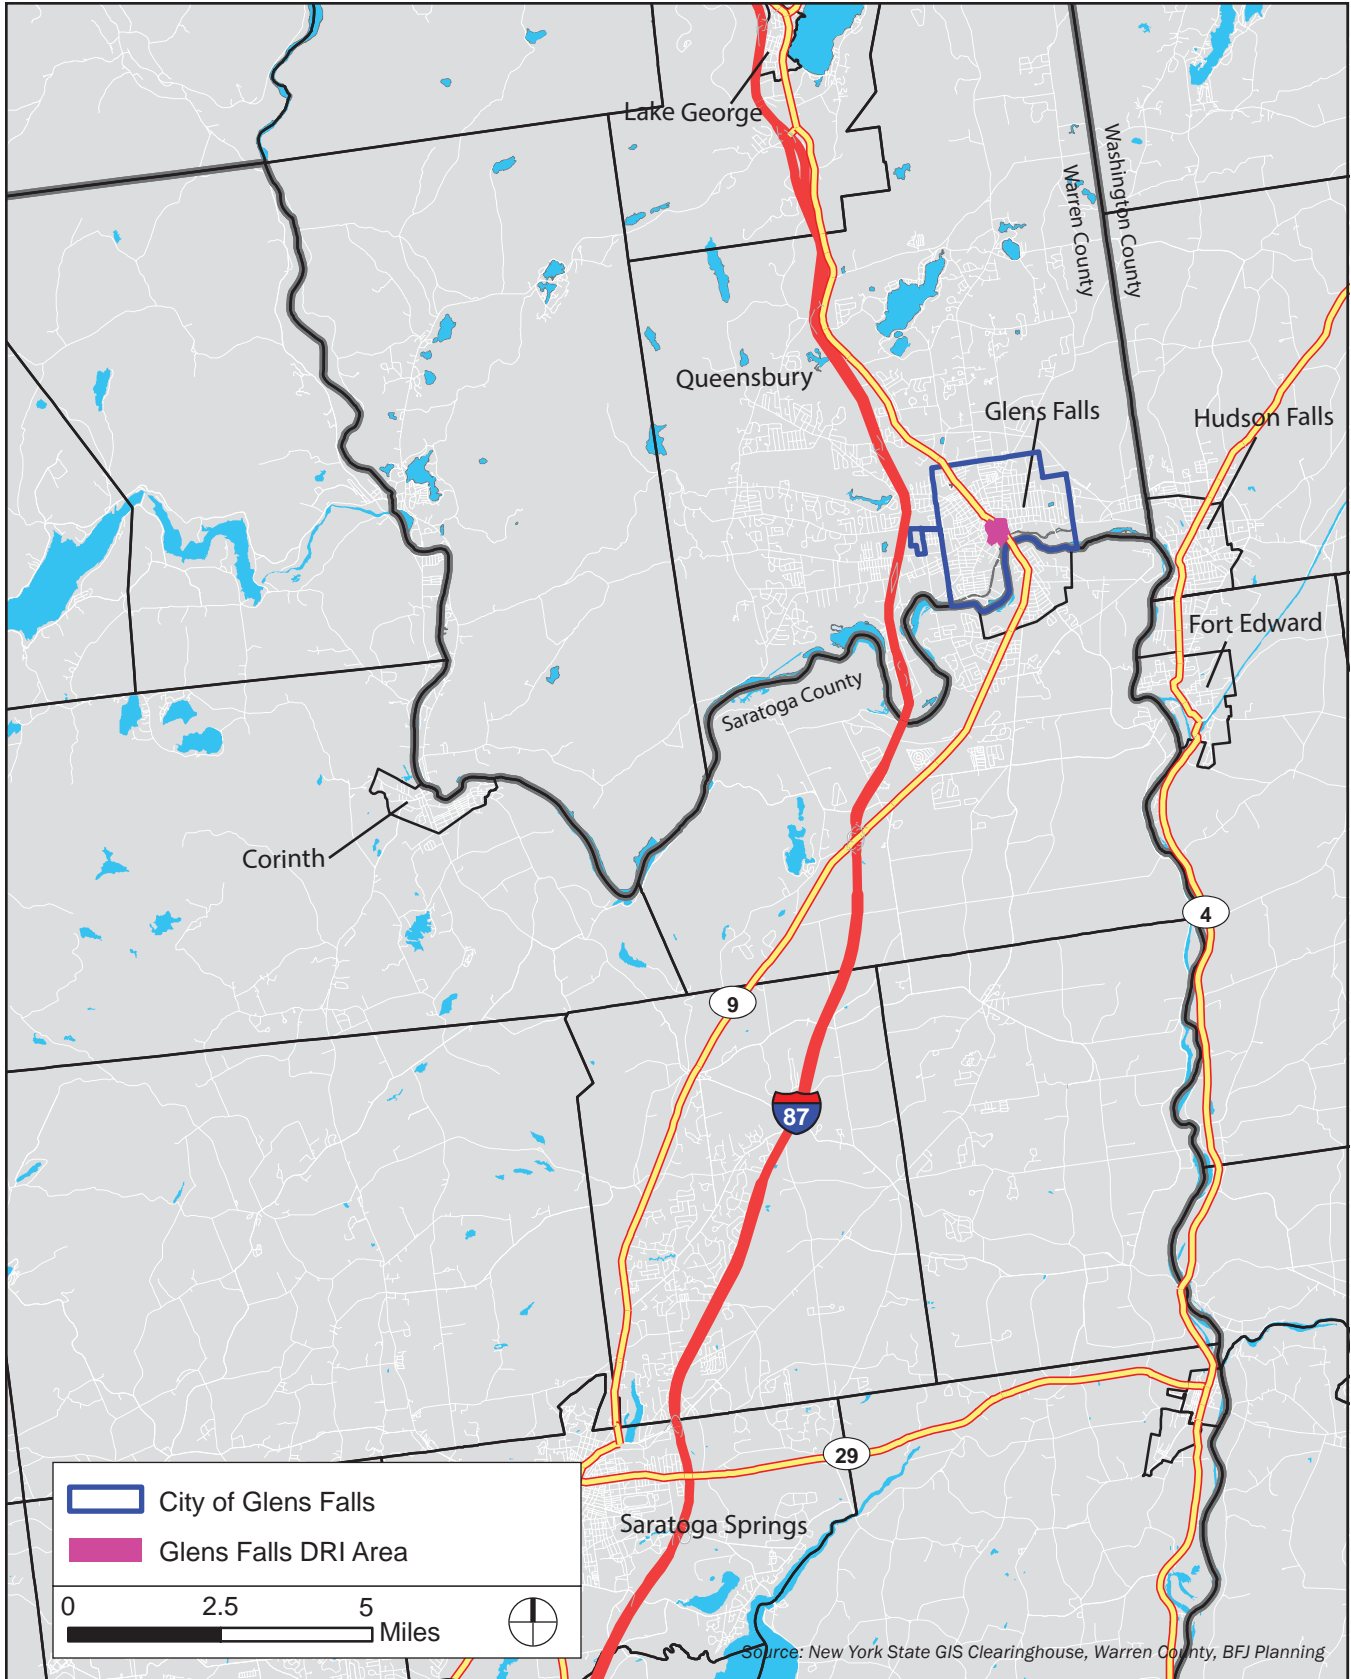 Lake George
Washington County
Warren County
Queensbury
Glens Falls
Hudson Falls
Fort Edward
Saratoga County
Corinth
4
9
87
29
Saratoga Springs
City of Glens Falls
Glens Falls DRI Area
0 2.5 5
Miles
Source: New York State GIS Clearinghouse, Warren County, BFJ Planning